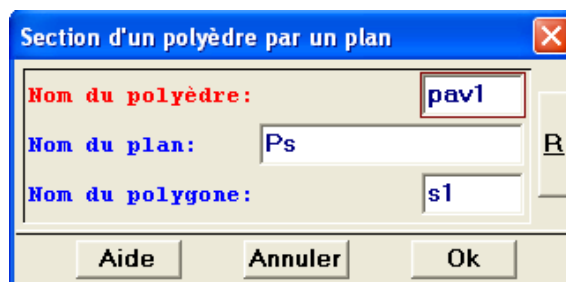 Section d'un polyèdre par un plan
Nom du polyèdre: pav1
Nom du plan: Ps
R
Nom du polygone: s1
Aide Annuler Ok